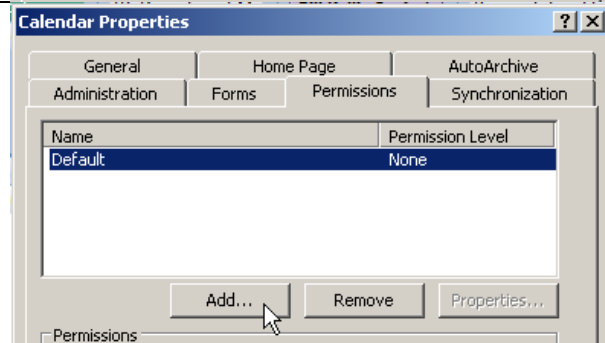 Calendar Properties
General Home Page AutoArchive
Administration Forms Permissions Synchronization
Name Permission Level
Default None
Add... Remove Properties...
Permissions